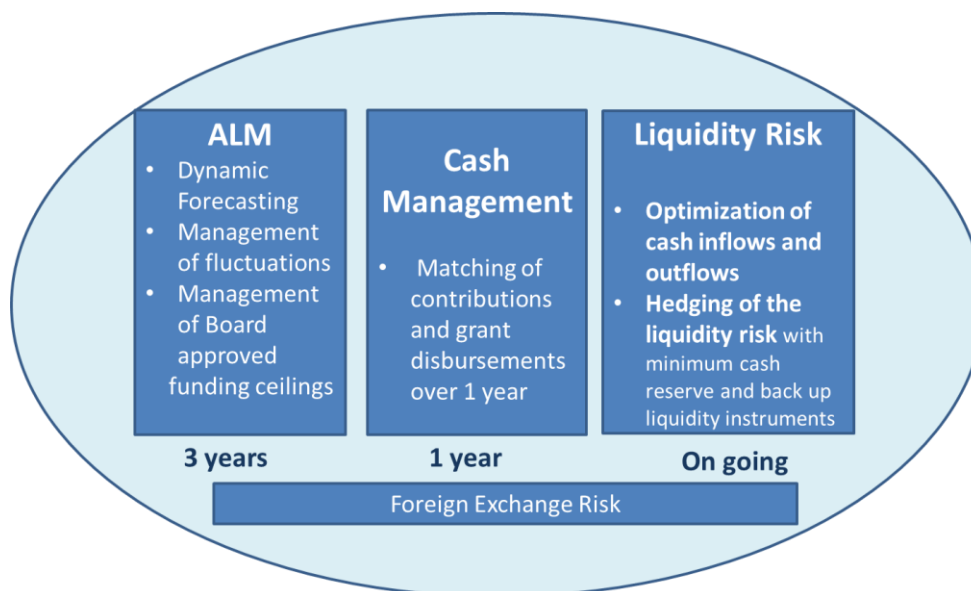 ALM
• Dynamic
Forecasting
• Management
of fluctuations
• Management
of Board
approved
funding ceilings
Cash
Management
• Matching of
contributions
and grant
disbursements
over 1 year
Liquidity Risk
• Optimization of
cash inflows and
outflows
• Hedging of the
liquidity risk with
minimum cash
reserve and back up
liquidity instruments
3 years
1 year
On going
Foreign Exchange Risk